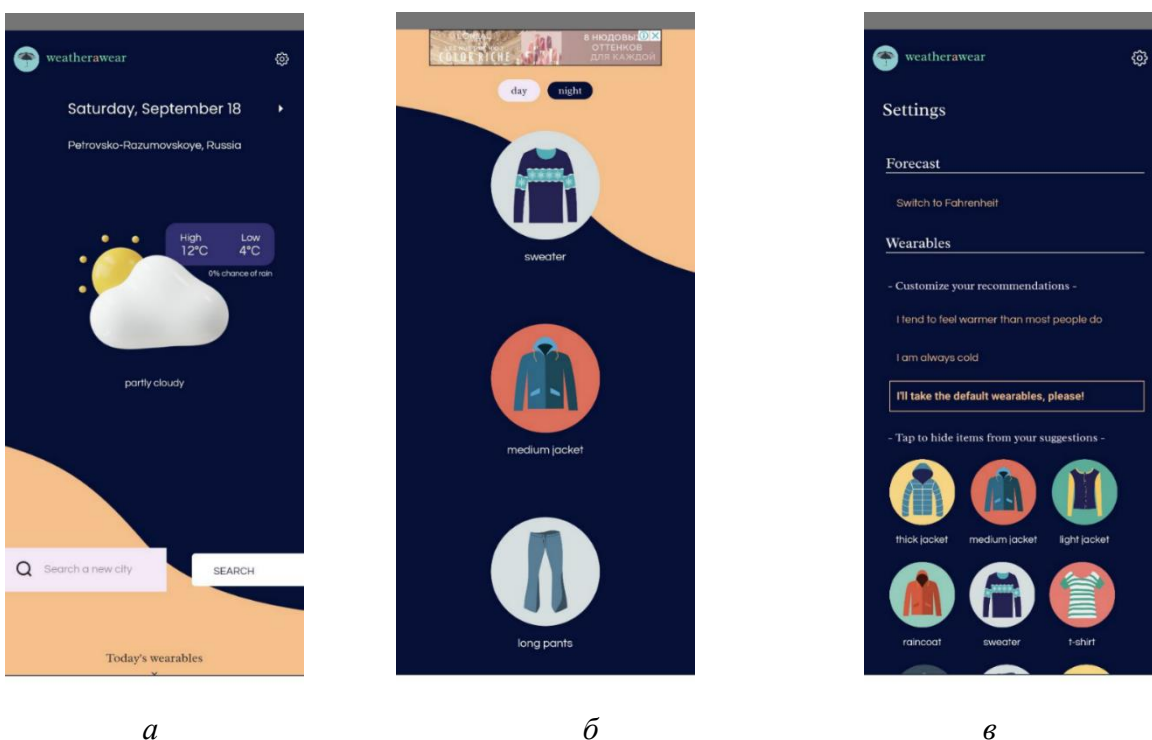 weatherawear
Saturday, September 18
Petrovsko-Razumovskoye, Russia
High Low
12°C 4°C
0% chance of rain
partly cloudy
Search a new city
SEARCH
Today's wearables
а
COLOR RICHE
В НЮДОВЫХ
ОТТЕНКОВ
ДЛЯ КАЖДОЙ
day night
sweater
medium jacket
long pants
б
weatherawear
Settings
Forecast
Switch to Fahrenheit
Wearables
- Customize your recommendations -
I tend to feel warmer than most people do
I am always cold
I'll take the default wearables, please!
- Tap to hide items from your suggestions -
thick jacket medium jacket light jacket
raincoat sweater t-shirt
в